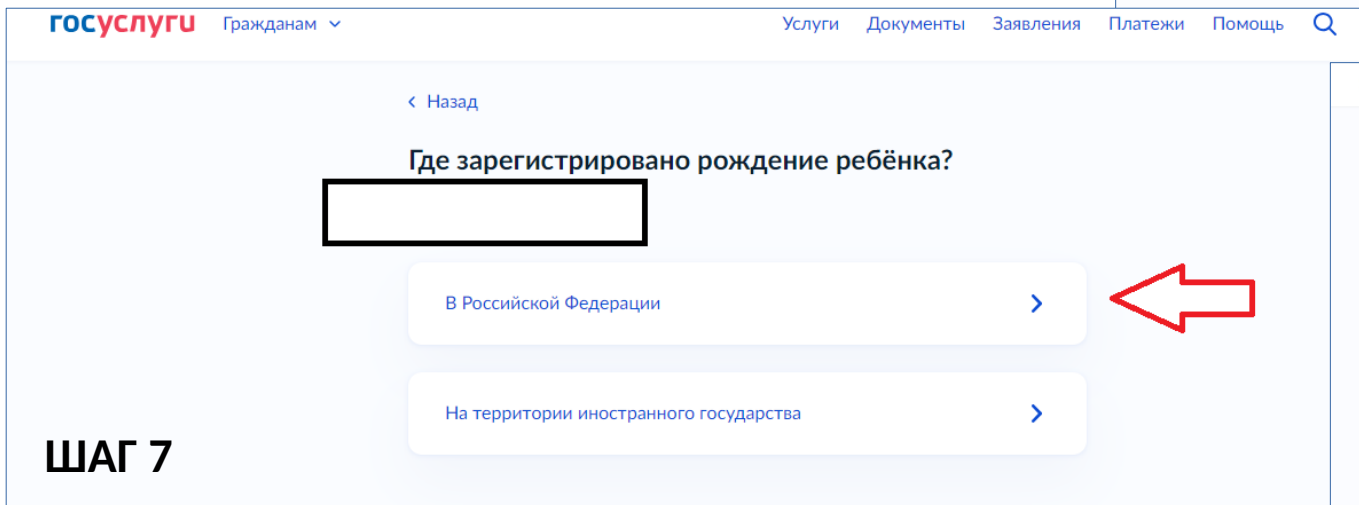 госуслуги Гражданам Услуги Документы Заявления Платежи Помощь
Назад
Где зарегистрировано рождение ребёнка?
В Российской Федерации
На территории иностранного государства
ШАГ 7